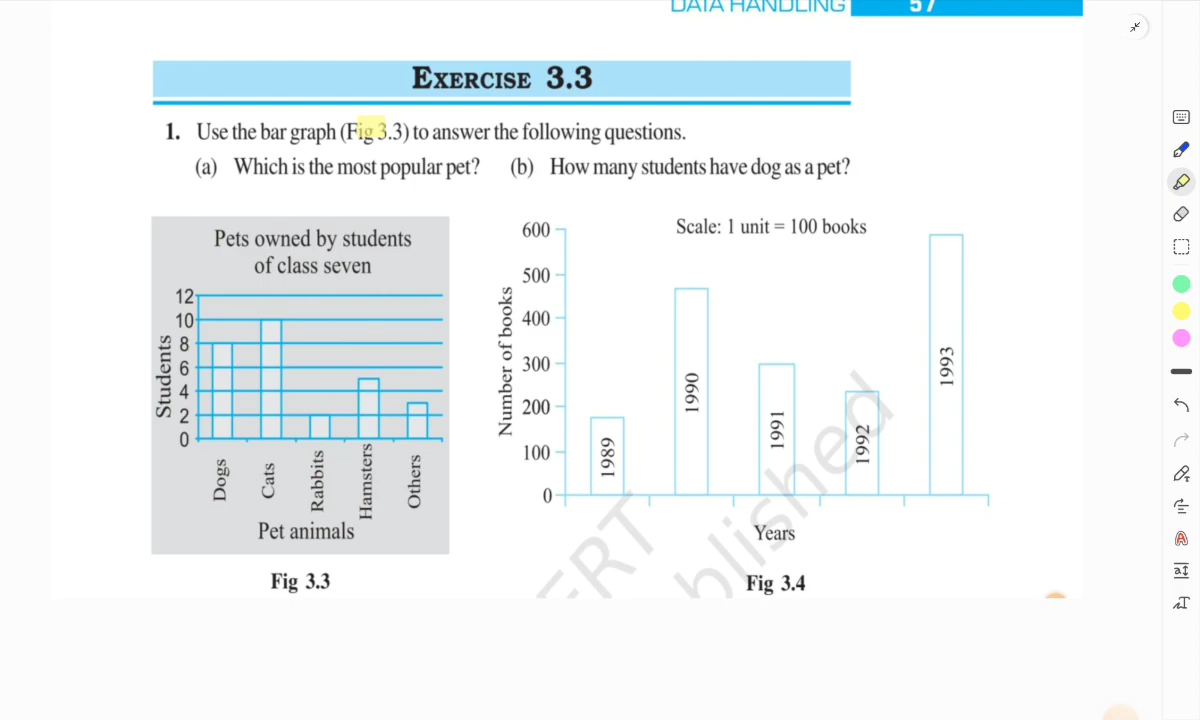 DATA HANDLING 57
EXERCISE 3.3
1. Use the bar graph (Fig 3.3) to answer the following questions.
(a) Which is the most popular pet? (b) How many students have dog as a pet?
Pets owned by students
of class seven
12
10
8
6
4
2
0
Students
Dogs
Cats
Rabbits
Hamsters
Others
Pet animals
Fig 3.3
Scale: 1 unit = 100 books
600
500
400
300
200
100
0
Number of books
1989
1990
1991
1992
1993
Years
Fig 3.4
ERT
blished